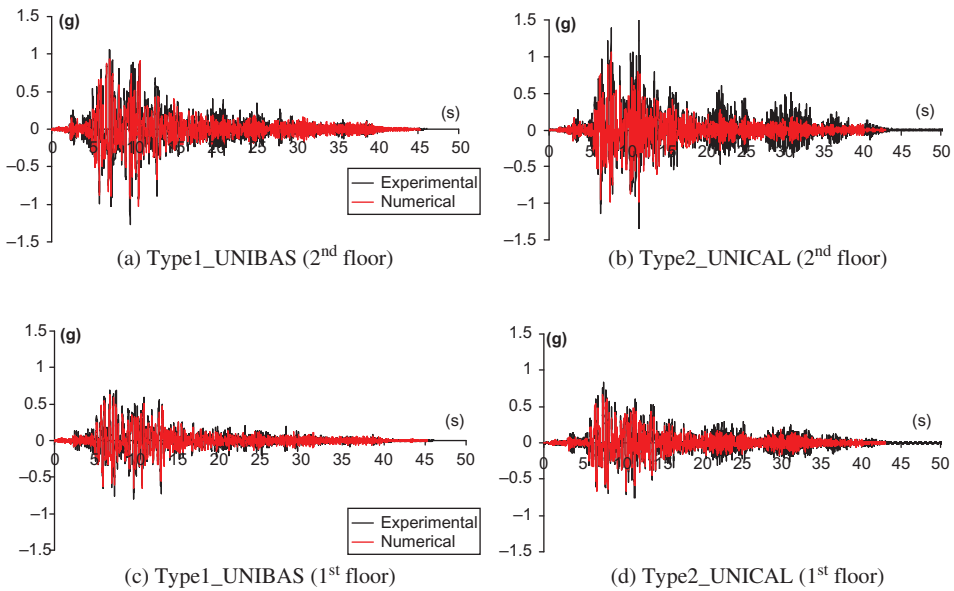 (g)
1.5
1
0.5
0
−0.5
−1
−1.5
0 5 10 15 20 25 30 35 40 45 50
(s)
Experimental
Numerical
(a) Type1_UNIBAS (2nd floor)
(g)
1.5
1
0.5
0
−0.5
−1
−1.5
0 5 10 15 20 25 30 35 40 45 50
(s)
(b) Type2_UNICAL (2nd floor)
(g)
1.5
1
0.5
0
−0.5
−1
−1.5
0 5 10 15 20 25 30 35 40 45 50
(s)
Experimental
Numerical
(c) Type1_UNIBAS (1st floor)
(g)
1.5
1
0.5
0
−0.5
−1
−1.5
0 5 10 15 20 25 30 35 40 45 50
(s)
(d) Type2_UNICAL (1st floor)